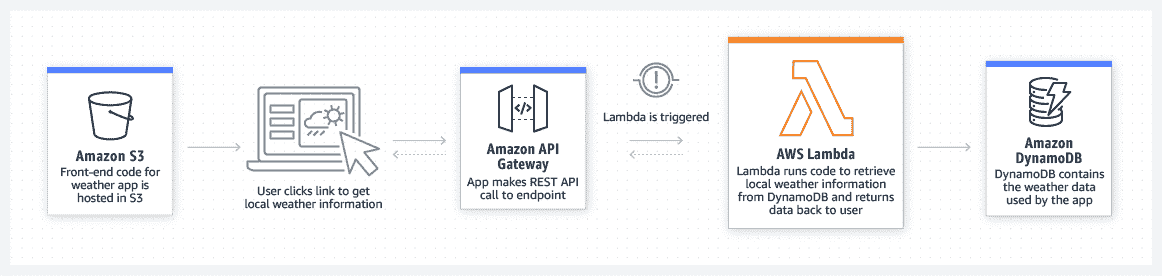 Amazon S3
Front-end code for
weather app is
hosted in S3
User clicks link to get
local weather information
</>
Amazon API
Gateway
App makes REST API
call to endpoint
Lambda is triggered
AWS Lambda
Lambda runs code to retrieve
local weather information
from DynamoDB and returns
data back to user
Amazon
DynamoDB
DynamoDB contains
the weather data
used by the app